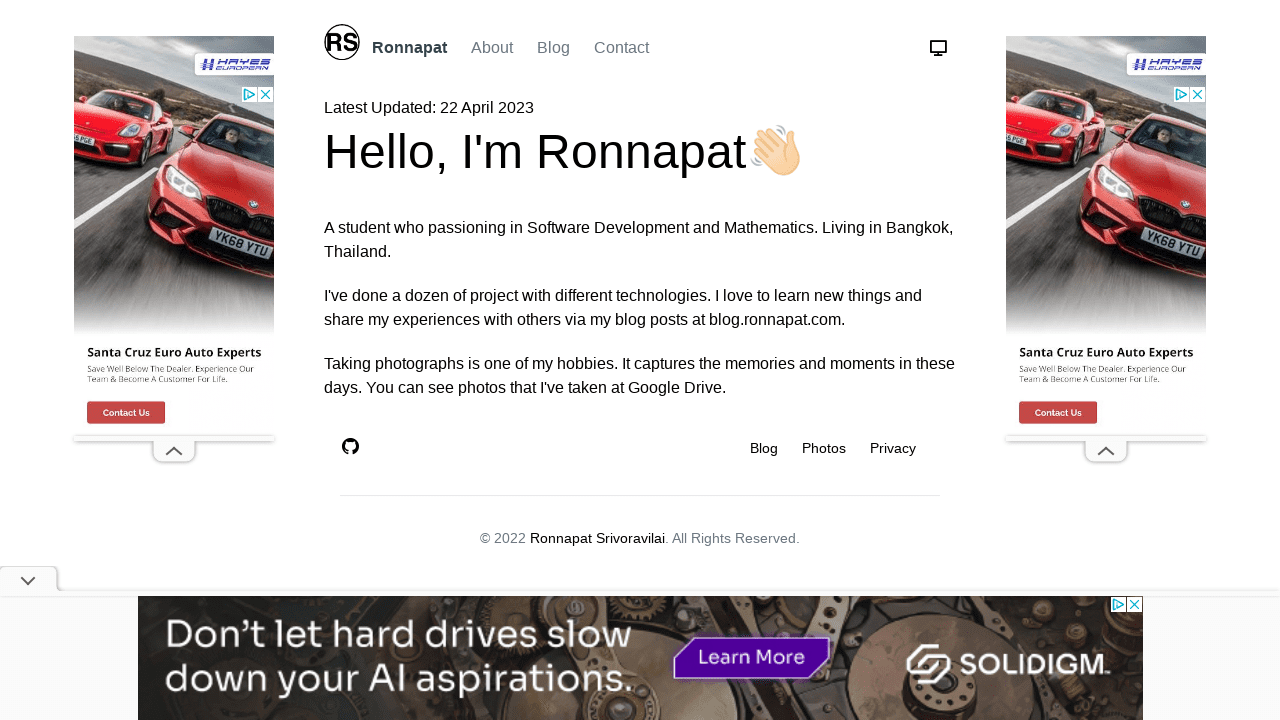 RS Ronnapat About Blog Contact
Latest Updated: 22 April 2023
Hello, I'm Ronnapat
A student who passioning in Software Development and Mathematics. Living in Bangkok,
Thailand.
I've done a dozen of project with different technologies. I love to learn new things and
share my experiences with others via my blog posts at blog.ronnapat.com.
Taking photographs is one of my hobbies. It captures the memories and moments in these
days. You can see photos that I've taken at Google Drive.
Blog Photos Privacy
© 2022 Ronnapat Srivoravilai. All Rights Reserved.
HAYES
EUROPEAN
YK68 YTU
Santa Cruz Euro Auto Experts
Save Well Below The Dealer. Experience Our
Team & Become A Customer For Life.
Contact Us
HAYES
EUROPEAN
YK68 YTU
Santa Cruz Euro Auto Experts
Save Well Below The Dealer. Experience Our
Team & Become A Customer For Life.
Contact Us
Don't let hard drives slow
down your AI aspirations.
Learn More
SOLIDIGM